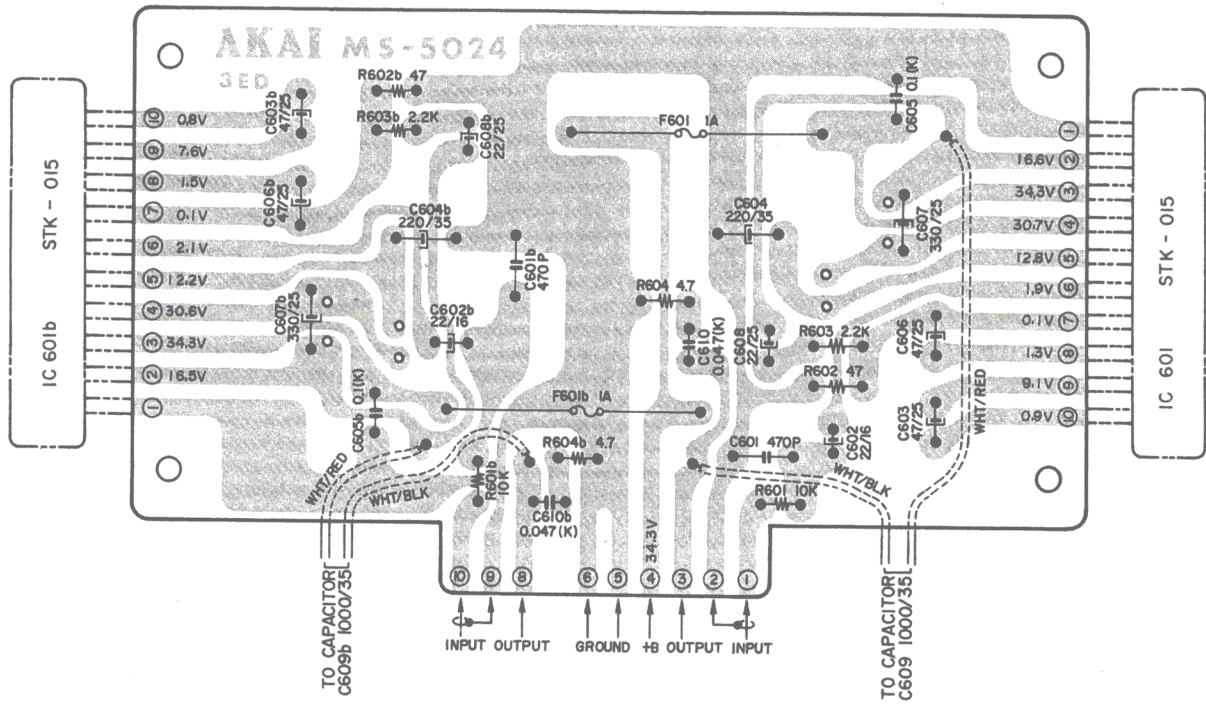 AKAI MS-5024
3ED
STK - 015
IC 601b
⑩ 0.8V
⑨ 7.6V
⑧ 1.5V
⑦ 0.1V
⑥ 2.1V
⑤ 12.2V
④ 30.6V
③ 34.3V
② 16.5V
①
C603b
47/25
R602b 47
R603b 2.2K
C608b
22/25
C606b
47/25
C604b
220/35
C601b
470P
C607b
330/25
C602b
22/16
C605b 0.1(K)
F601 1A
F601b 1A
C605 0.1(K)
C604
220/35
C607
330/25
R604 4.7
C610
0.047(K)
C608
22/25
R603 2.2K
R602 47
C606
47/25
C603
47/25
C602
22/16
C601 470P
R601 10K
R604b 4.7
R601b
10K
C610b
0.047(K)
WHT/RED
WHT/BLK
WHT/BLK
WHT/RED
34.3V
①
② 16.6V
③ 34.3V
④ 30.7V
⑤ 12.8V
⑥ 1.9V
⑦ 0.1V
⑧ 1.3V
⑨ 9.1V
⑩ 0.9V
STK - 015
IC 601
⑩ ⑨ ⑧ ⑥ ⑤ ④ ③ ② ①
INPUT OUTPUT GROUND +B OUTPUT INPUT
TO CAPACITOR
C609b 1000/35
TO CAPACITOR
C609 1000/35